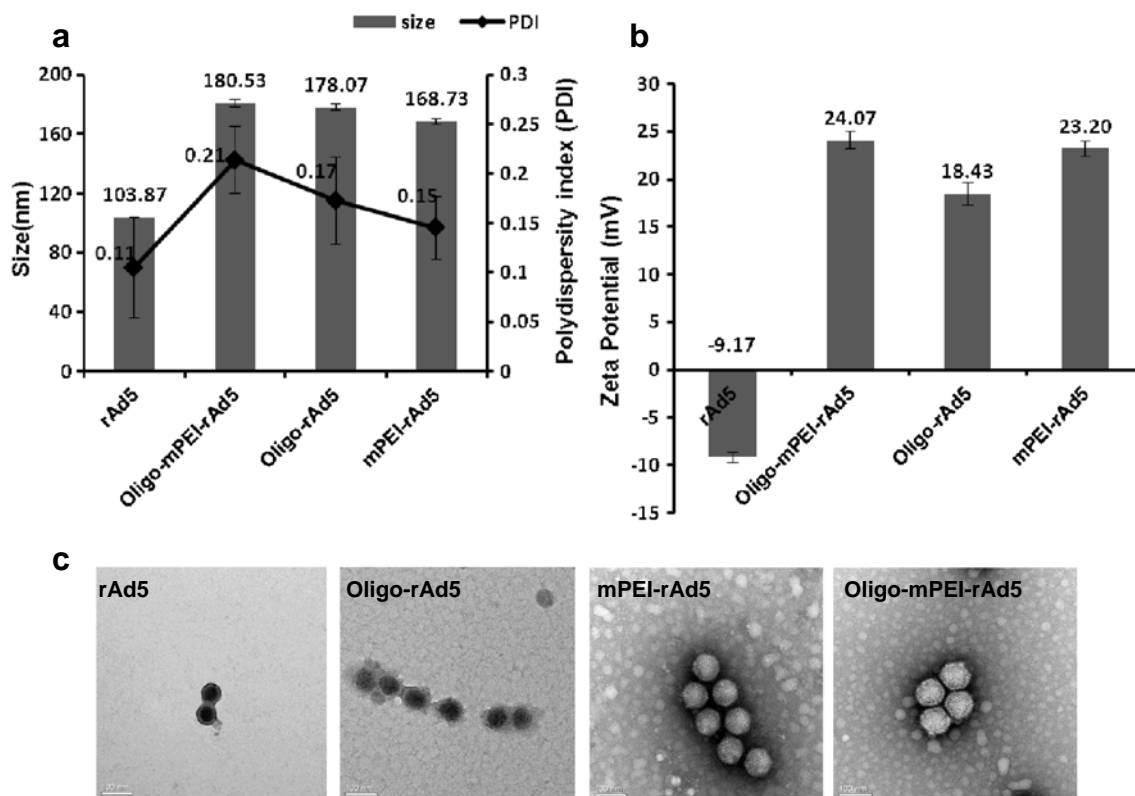 a
size
PDI
200
160
120
80
40
0
Size(nm)
103.87
180.53
178.07
168.73
0.11
0.21
0.17
0.15
0.3
0.25
0.2
0.15
0.1
0.05
0
Polydispersity index (PDI)
rAd5
Oligo-mPEI-rAd5
Oligo-rAd5
mPEI-rAd5
b
30
25
20
15
10
5
0
-5
-10
-15
Zeta Potential (mV)
-9.17
24.07
18.43
23.20
rAd5
Oligo-mPEI-rAd5
Oligo-rAd5
mPEI-rAd5
c
rAd5
Oligo-rAd5
mPEI-rAd5
Oligo-mPEI-rAd5